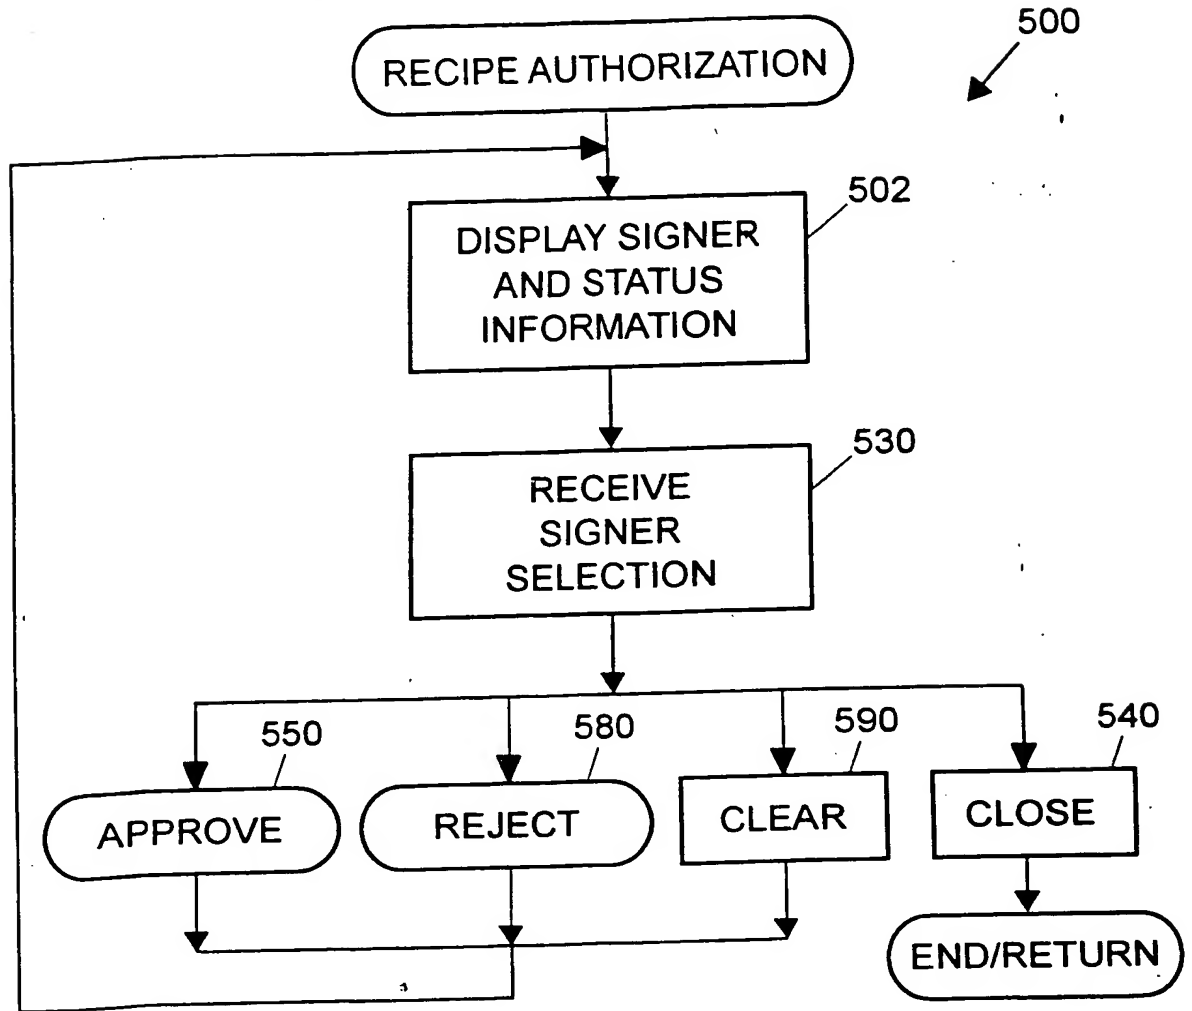 500
RECIPE AUTHORIZATION
502
DISPLAY SIGNER
AND STATUS
INFORMATION
530
RECEIVE
SIGNER
SELECTION
550
580
590
540
APPROVE
REJECT
CLEAR
CLOSE
END/RETURN